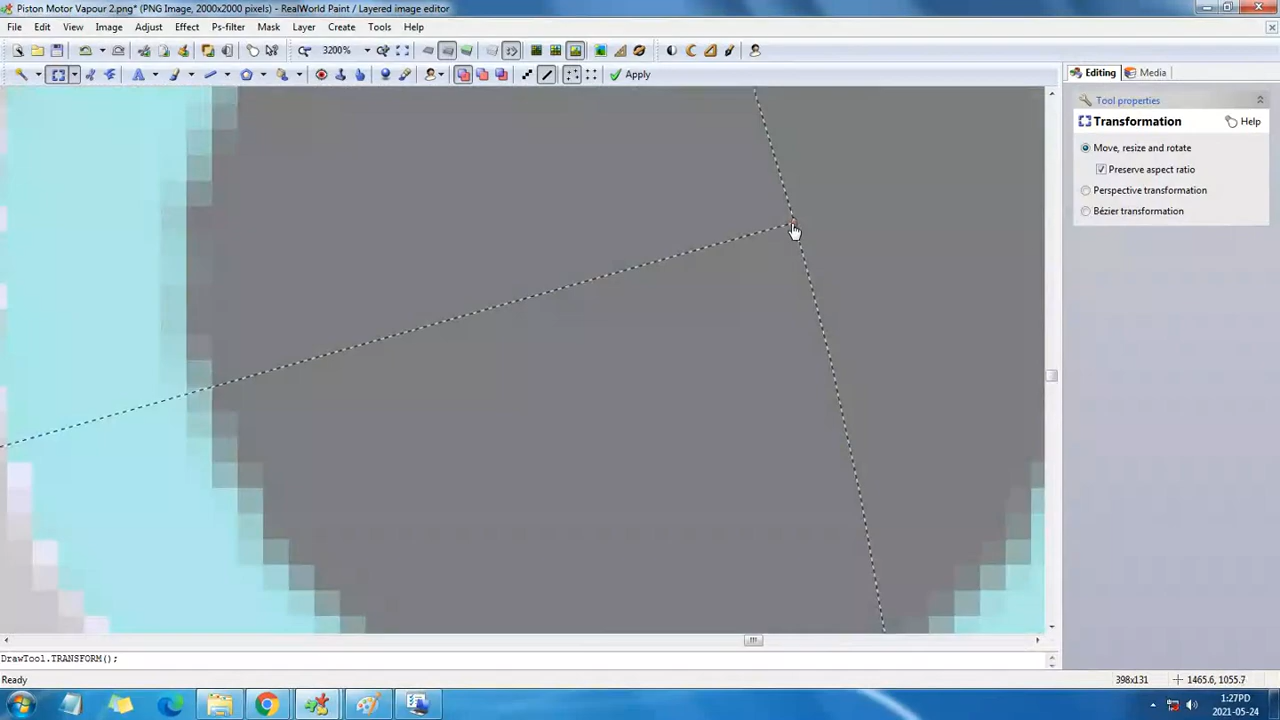 Piston Motor Vapour 2.png* (PNG Image, 2000x2000 pixels) - RealWorld Paint / Layered image editor
File Edit View Image Adjust Effect Ps-filter Mask Layer Create Tools Help
3200%
Apply
Editing Media
Tool properties
Transformation Help
Move, resize and rotate
Preserve aspect ratio
Perspective transformation
Bézier transformation
DrawTool.TRANSFORM();
Ready 398x131 1465.6, 1055.7
1:27PD
2021-05-24